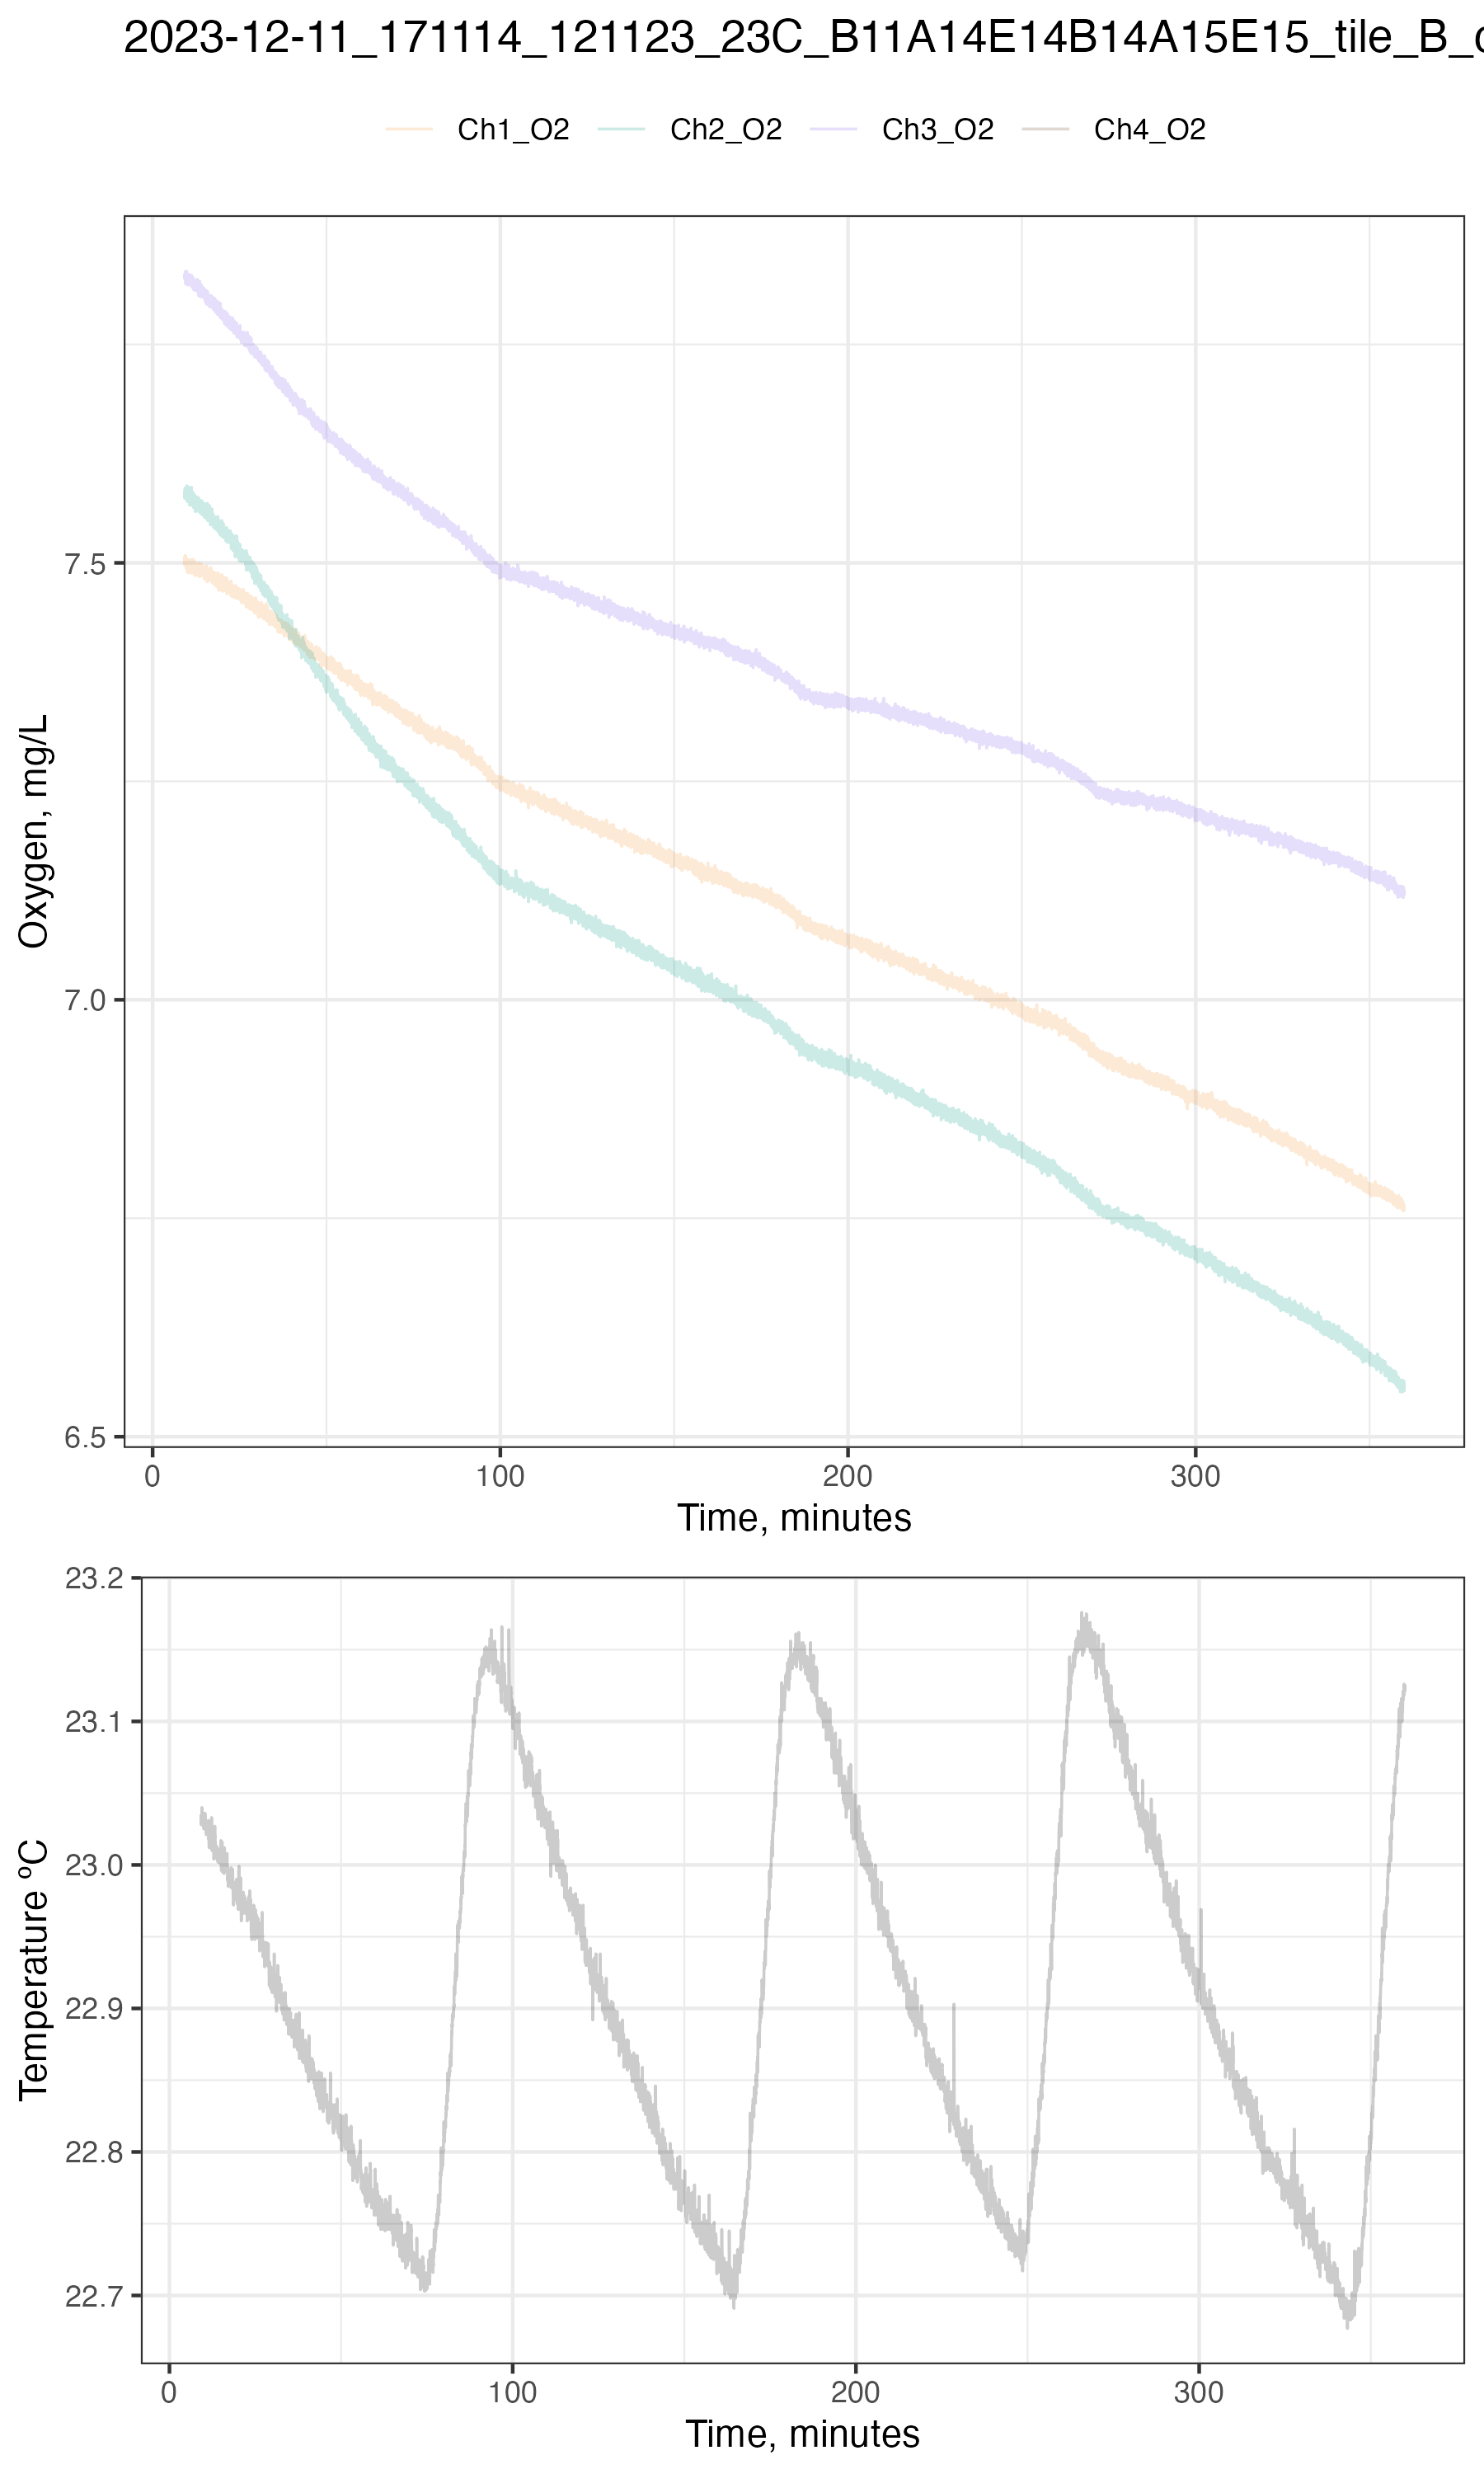 2023-12-11_171114_121123_23C_B11A14E14B14A15E15_tile_B_
Ch1_O2 Ch2_O2 Ch3_O2 Ch4_O2
Oxygen, mg/L
7.5
7.0
6.5
0 100 200 300
Time, minutes
Temperature ºC
23.2
23.1
23.0
22.9
22.8
22.7
0 100 200 300
Time, minutes